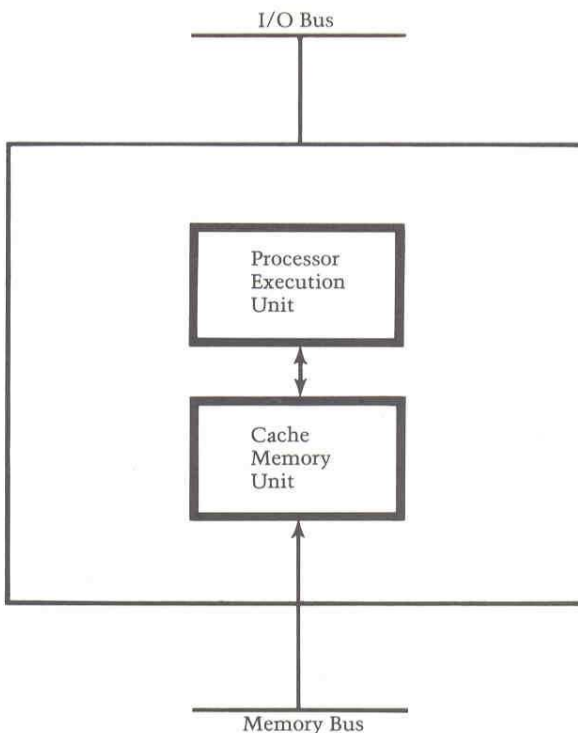 I/O Bus
Processor
Execution
Unit
Cache
Memory
Unit
Memory Bus